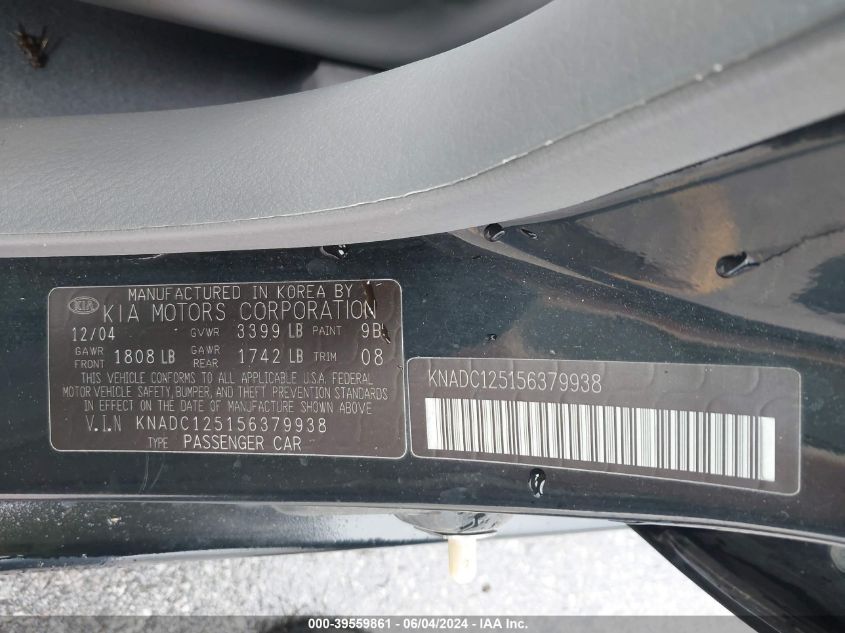 MANUFACTURED IN KOREA BY
KIA KIA MOTORS CORPORATION
12/04 GVWR 3399 LB PAINT 9B
GAWR FRONT 1808 LB GAWR REAR 1742 LB TRIM 08
THIS VEHICLE CONFORMS TO ALL APPLICABLE U.S.A. FEDERAL
MOTOR VEHICLE SAFETY, BUMPER, AND THEFT PREVENTION STANDARDS
IN EFFECT ON THE DATE OF MANUFACTURE SHOWN ABOVE
V.I.N KNADC125156379938
TYPE PASSENGER CAR
KNADC125156379938
000-39559861 - 06/04/2024 - IAA Inc.